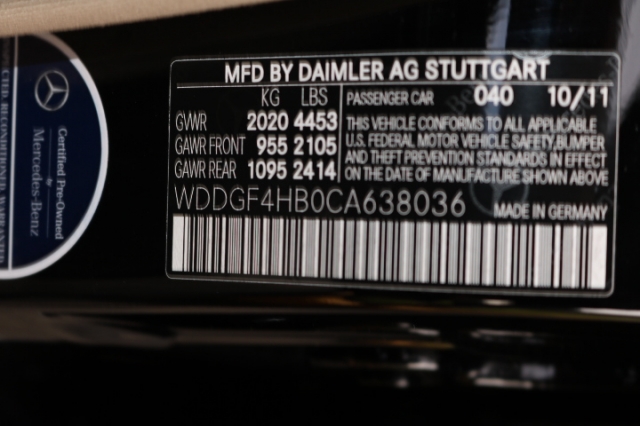 MFD BY DAIMLER AG STUTTGART
KG LBS
GVWR 2020 4453
GAWR FRONT 955 2105
GAWR REAR 1095 2414
PASSENGER CAR 040 10/11
THIS VEHICLE CONFORMS TO ALL APPLICABLE
U.S. FEDERAL MOTOR VEHICLE SAFETY, BUMPER
AND THEFT PREVENTION STANDARDS IN EFFECT
ON THE DATE OF MANUFACTURE SHOWN ABOVE
WDDGF4HB0CA638036 MADE IN GERMANY
Certified Pre-Owned
Mercedes-Benz
RECONDITIONED.